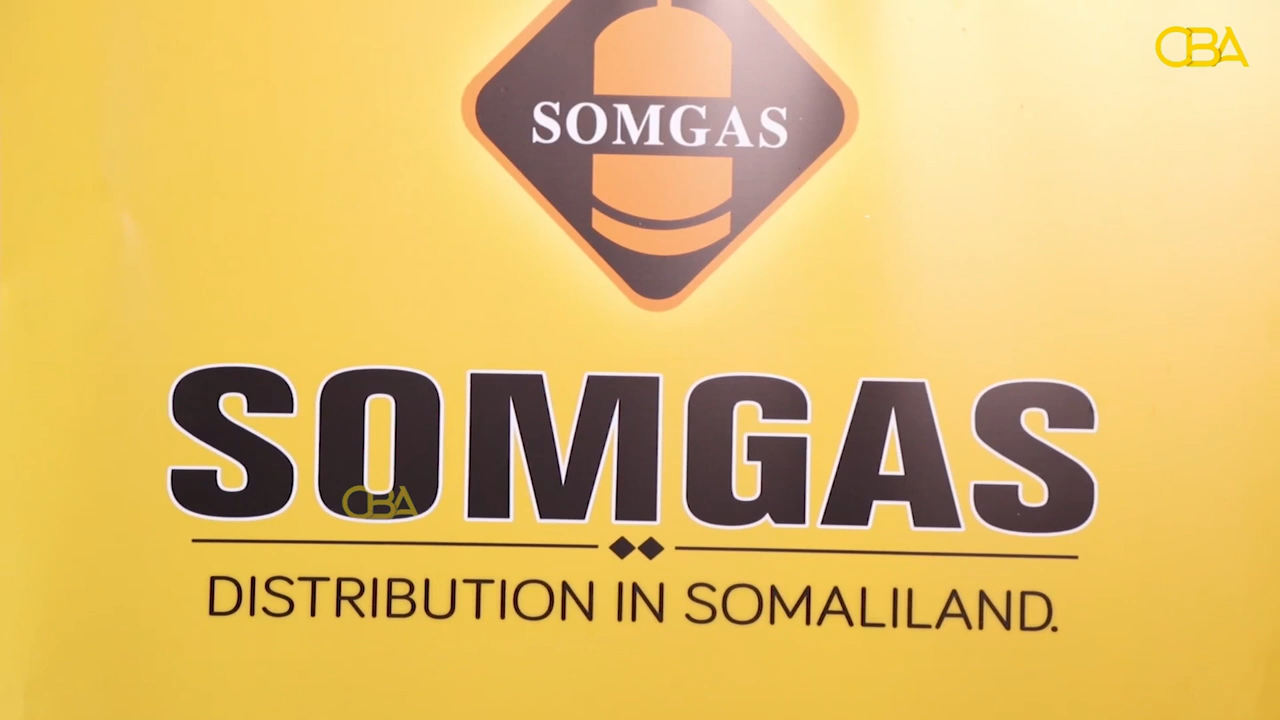 CBA
SOMGAS
SOMGAS
CBA
DISTRIBUTION IN SOMALILAND.